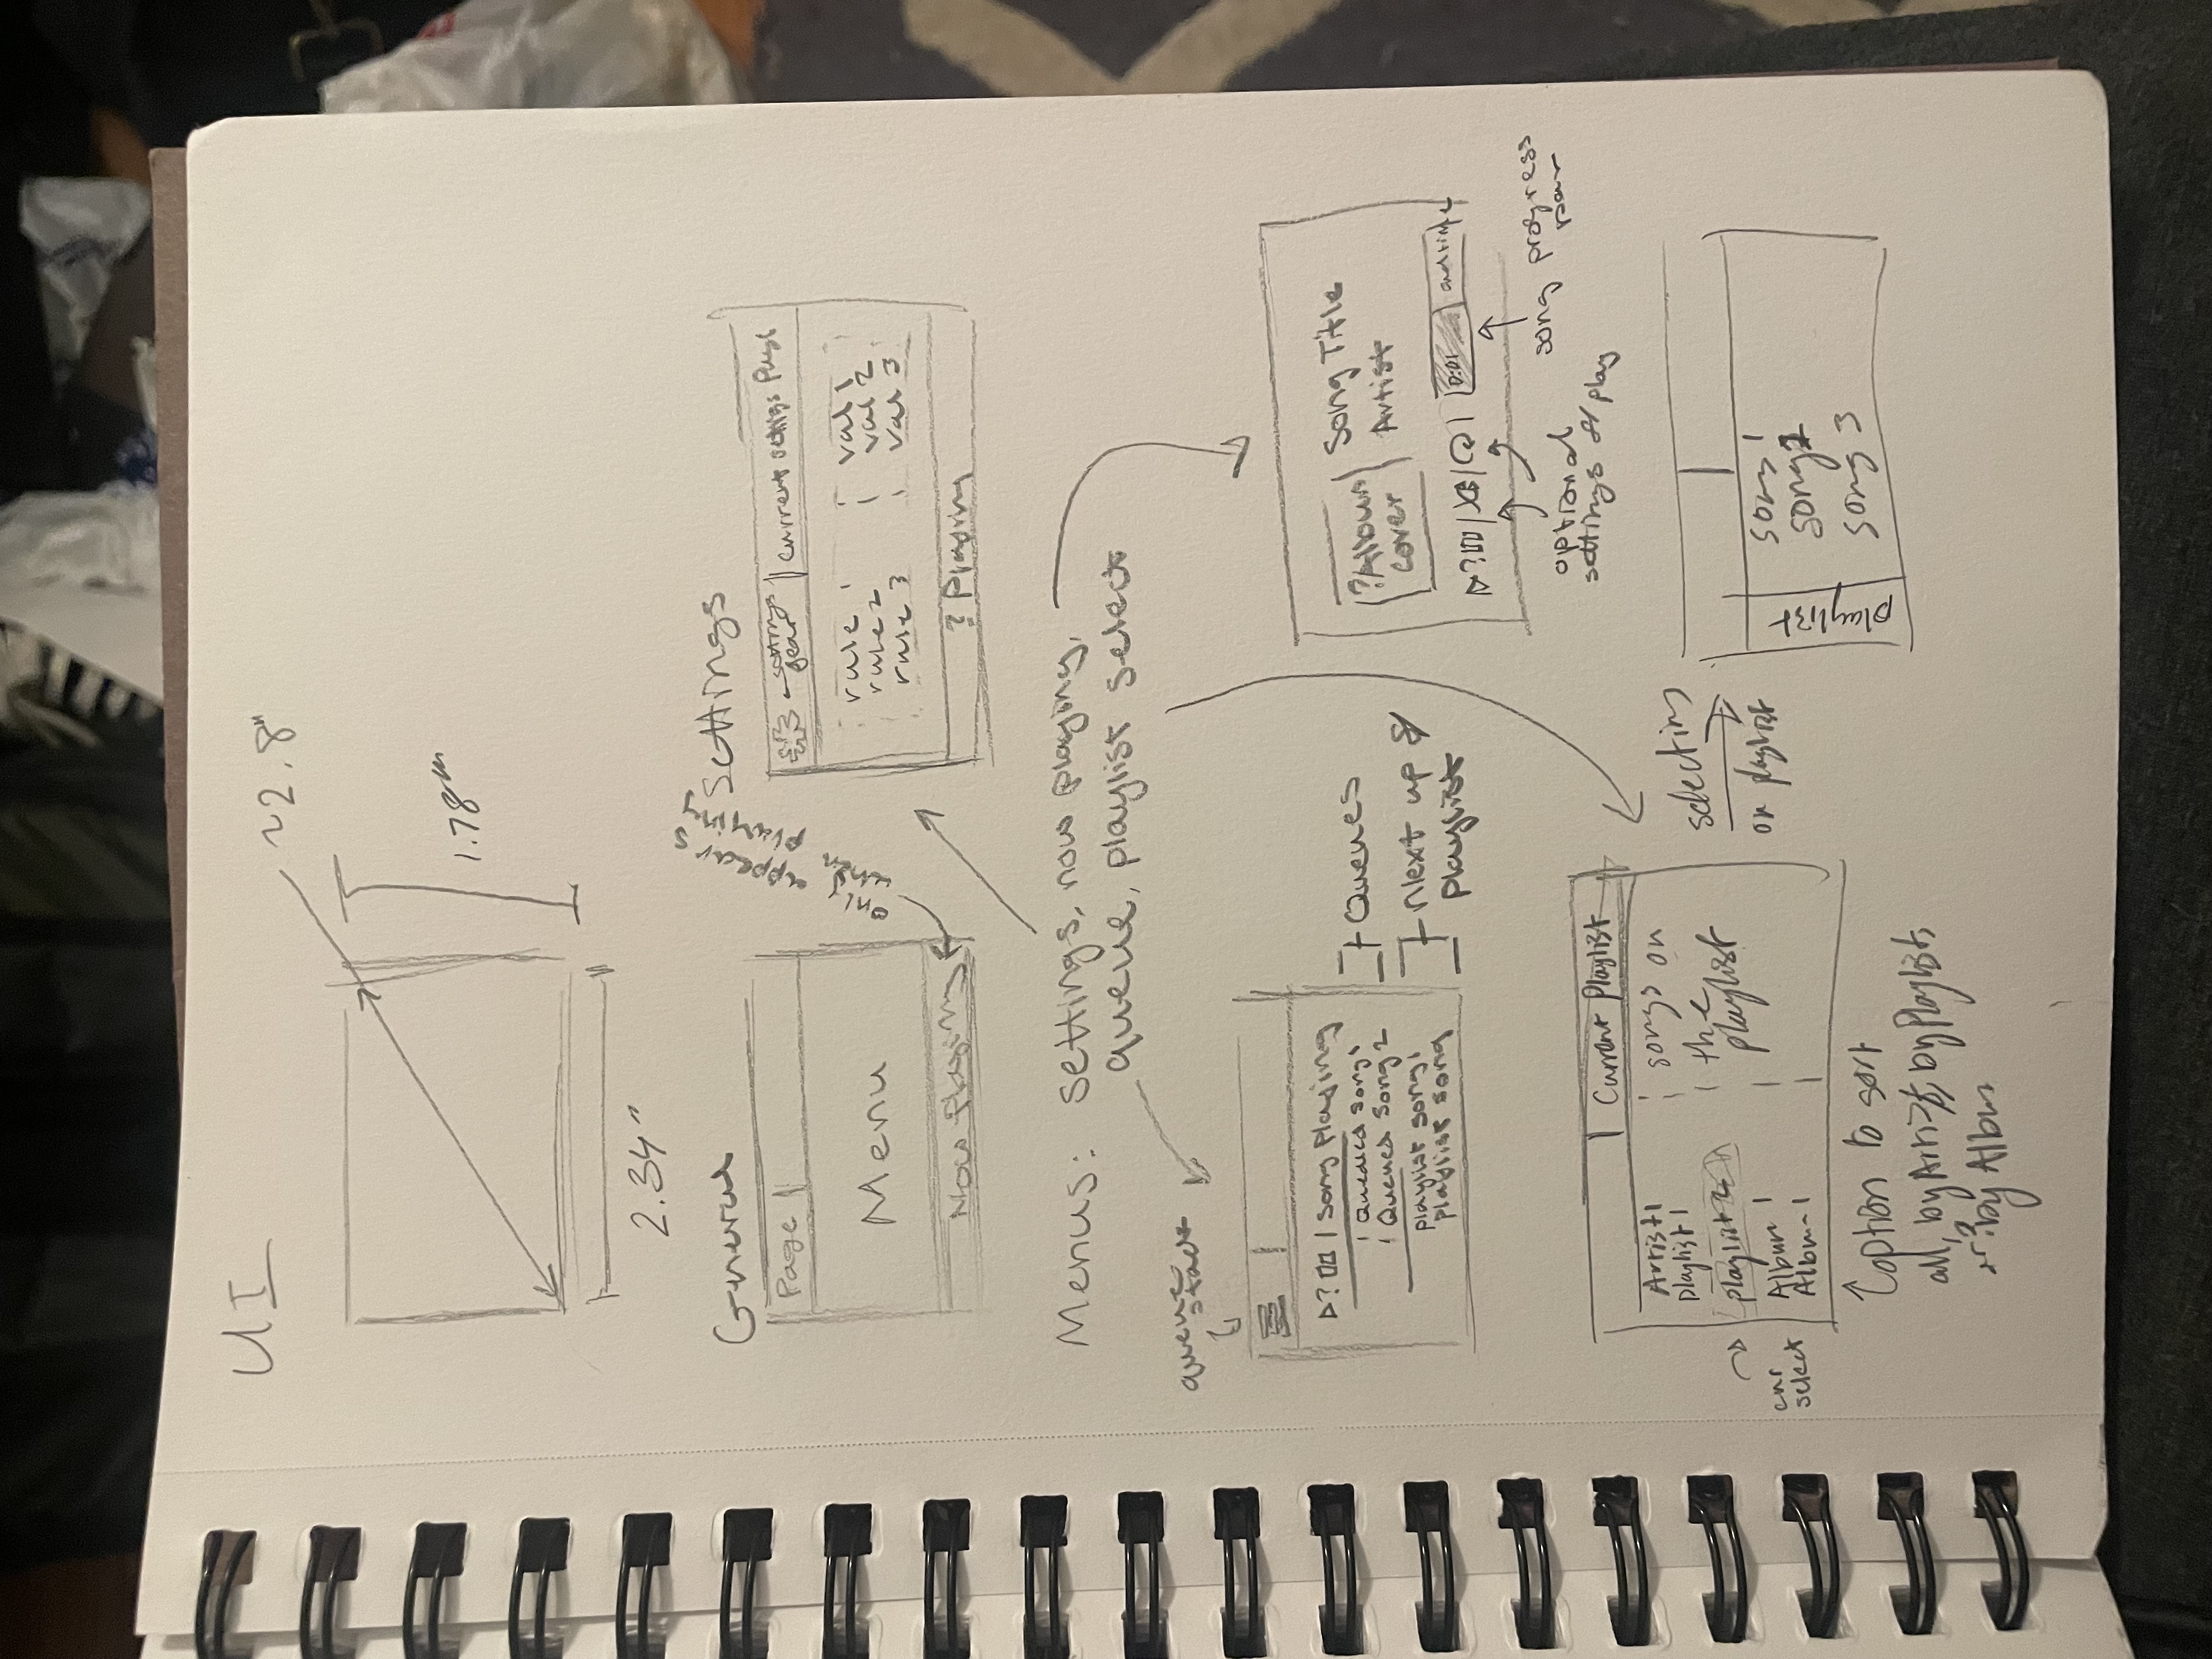 UI
~2.8"
1.78"
2.34"
General
only when appears playing
Page |
Menu
Now Playing
Settings
settings gear | Current settings Page
rule 1 | val 1
rule 2 | val 2
rule 3 | val 3
? Playing
Menus: settings, now playing,
queue, playlist select
queue
stack
? | Song Playing
Queued Song 1
Queued Song 2
playlist song 1
playlist song
Queues
Next up of
playlist
?Album
cover
Song Title
Artist
? | | | 0:01 endtime
optional
settings of play
song progress
bar
| Current Playlist
Artist 1
Playlist 1
playlist 2
Album 1
Album 1
songs on
the
playlist
cur
select
option to sort
all, by Artist, by Playlist,
or? by Album
selecting
on playlist
playlist
song 1
song 2
song 3